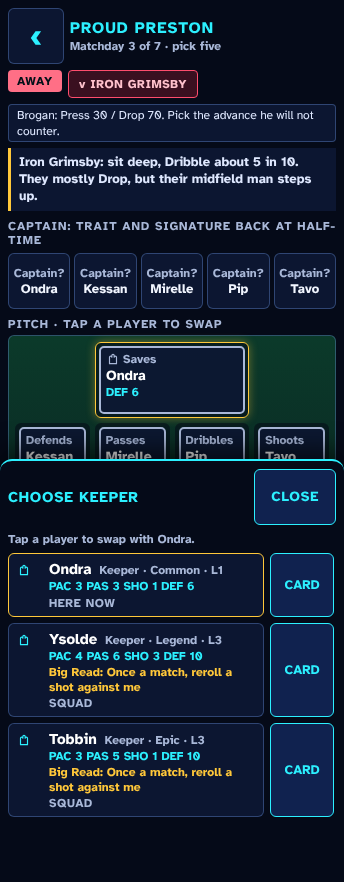 ‹
PROUD PRESTON
Matchday 3 of 7 · pick five
AWAY
v IRON GRIMSBY
Brogan: Press 30 / Drop 70. Pick the advance he will not
counter.
Iron Grimsby: sit deep, Dribble about 5 in 10.
They mostly Drop, but their midfield man steps
up.
CAPTAIN: TRAIT AND SIGNATURE BACK AT HALF-
TIME
Captain? Captain? Captain? Captain? Captain?
Ondra Kessan Mirelle Pip Tavo
PITCH · TAP A PLAYER TO SWAP
Saves
Ondra
DEF 6
Defends Passes Dribbles Shoots
Kessan Mirelle Pip Tavo
CHOOSE KEEPER
CLOSE
Tap a player to swap with Ondra.
Ondra Keeper · Common · L1
PAC 3 PAS 3 SHO 1 DEF 6
HERE NOW
CARD
Ysolde Keeper · Legend · L3
PAC 4 PAS 6 SHO 3 DEF 10
Big Read: Once a match, reroll a
shot against me
SQUAD
CARD
Tobbin Keeper · Epic · L3
PAC 3 PAS 5 SHO 1 DEF 10
Big Read: Once a match, reroll a
shot against me
SQUAD
CARD